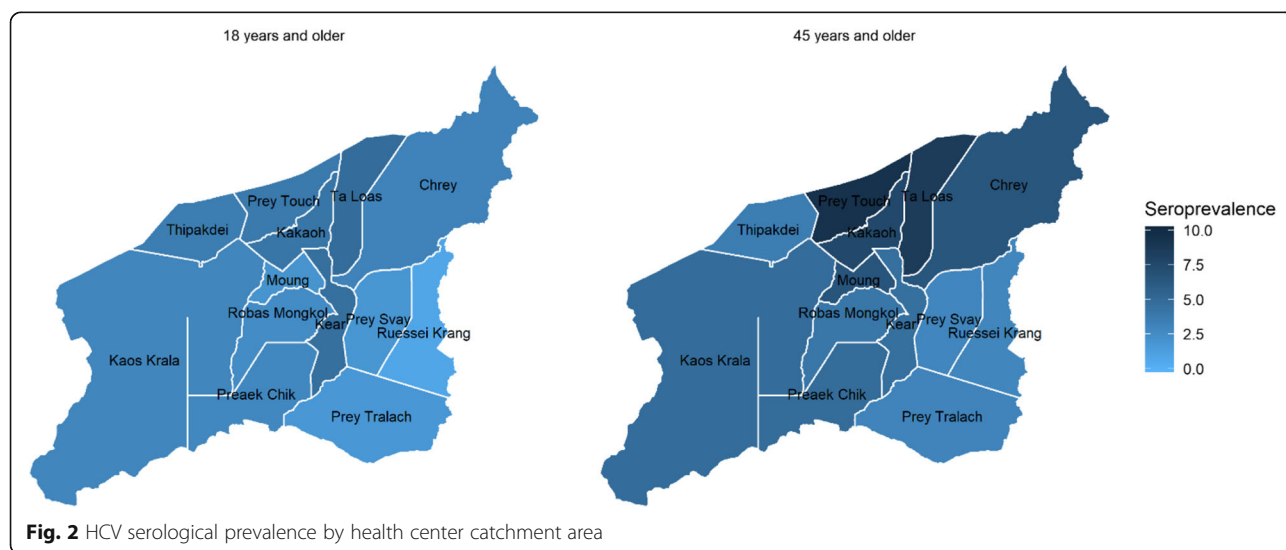 18 years and older
45 years and older
Chrey
Ta Loas
Prey Touch
Thipakdei
Kakaoh
Moung
Robas Mongkol
Kear
Prey Svay
Ruessei Krang
Kaos Krala
Preaek Chik
Prey Tralach
Chrey
Ta Loas
Prey Touch
Thipakdei
Kakaoh
Moung
Robas Mongkol
Kear
Prey Svay
Ruessei Krang
Kaos Krala
Preaek Chik
Prey Tralach
Seroprevalence
10.0
7.5
5.0
2.5
0.0
Fig. 2 HCV serological prevalence by health center catchment area